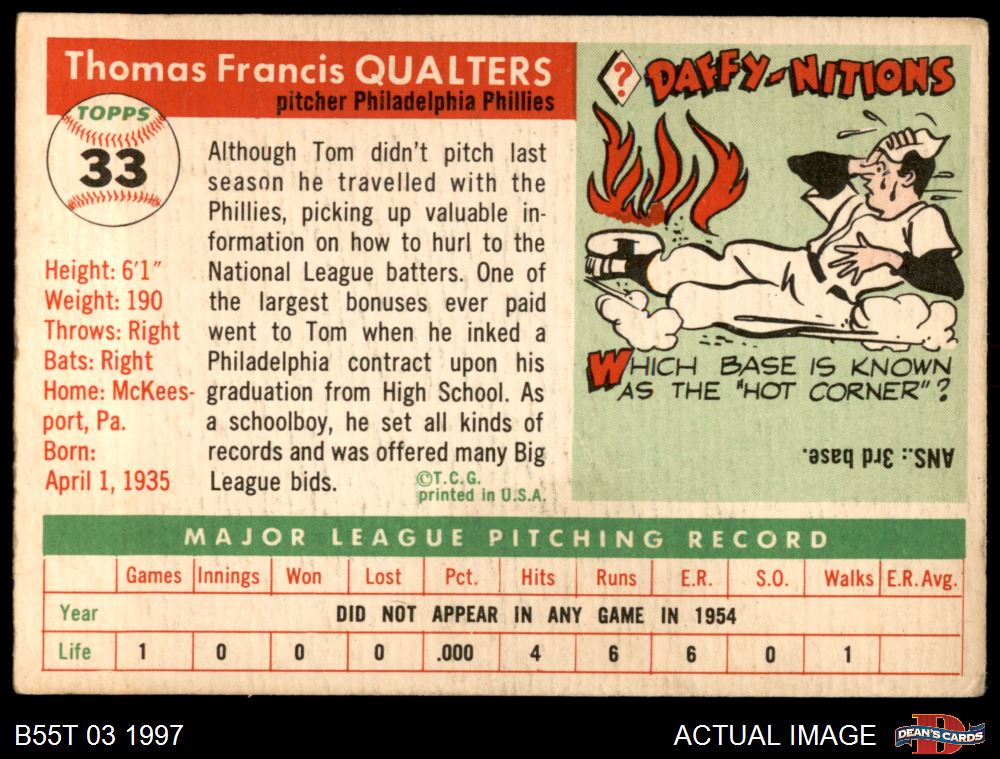 Thomas Francis QUALTERS
pitcher Philadelphia Phillies
TOPPS
33
Height: 6'1"
Weight: 190
Throws: Right
Bats: Right
Home: McKees-
port, Pa.
Born:
April 1, 1935
Although Tom didn't pitch last
season he travelled with the
Phillies, picking up valuable in-
formation on how to hurl to the
National League batters. One of
the largest bonuses ever paid
went to Tom when he inked a
Philadelphia contract upon his
graduation from High School. As
a schoolboy, he set all kinds of
records and was offered many Big
League bids.
©T.C.G.
printed in U.S.A.
? DAFFY-NITIONS
WHICH BASE IS KNOWN
AS THE "HOT CORNER"?
ANS.: 3rd base.
MAJOR LEAGUE PITCHING RECORD
Games Innings Won Lost Pct. Hits Runs E.R. S.O. Walks E.R.Avg.
Year DID NOT APPEAR IN ANY GAME IN 1954
Life 1 0 0 0 .000 4 6 6 0 1
B55T 03 1997
ACTUAL IMAGE
D
DEAN'S CARDS